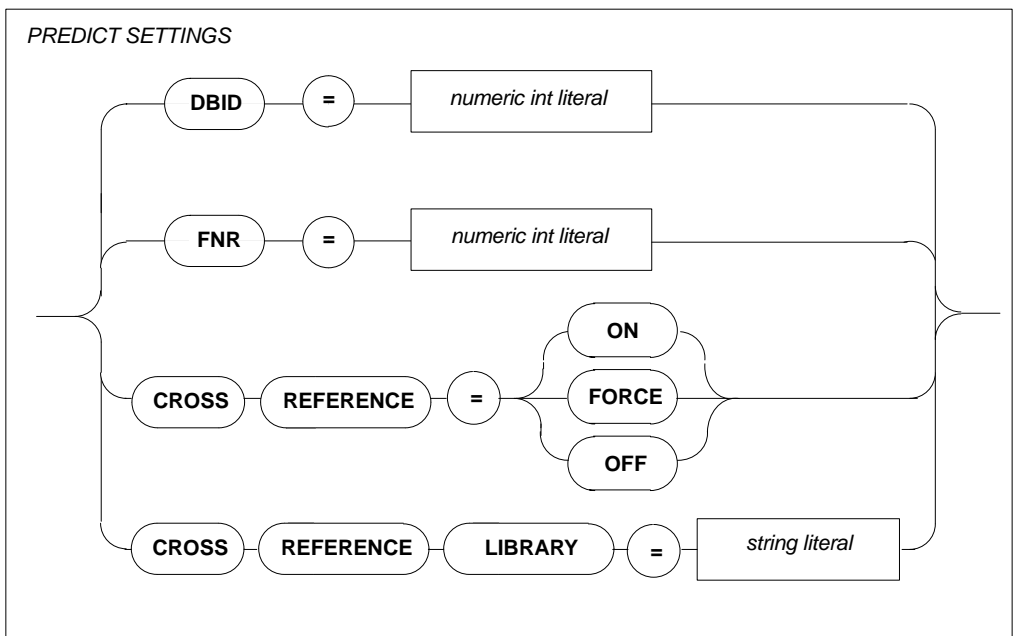 PREDICT SETTINGS
DBID = numeric int literal
FNR = numeric int literal
ON
CROSS REFERENCE = FORCE
OFF
CROSS REFERENCE LIBRARY = string literal